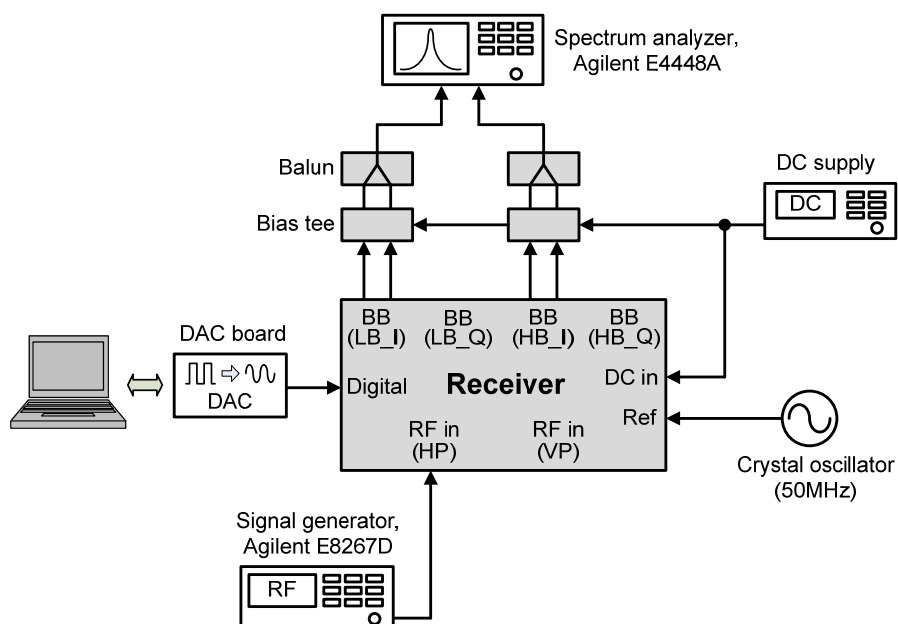 Spectrum analyzer,
Agilent E4448A
Balun
DC supply
DC
Bias tee
BB
(LB_I)
BB
(LB_Q)
BB
(HB_I)
BB
(HB_Q)
DAC board
DAC
Digital
Receiver
DC in
Ref
RF in
(HP)
RF in
(VP)
Crystal oscillator
(50MHz)
Signal generator,
Agilent E8267D
RF